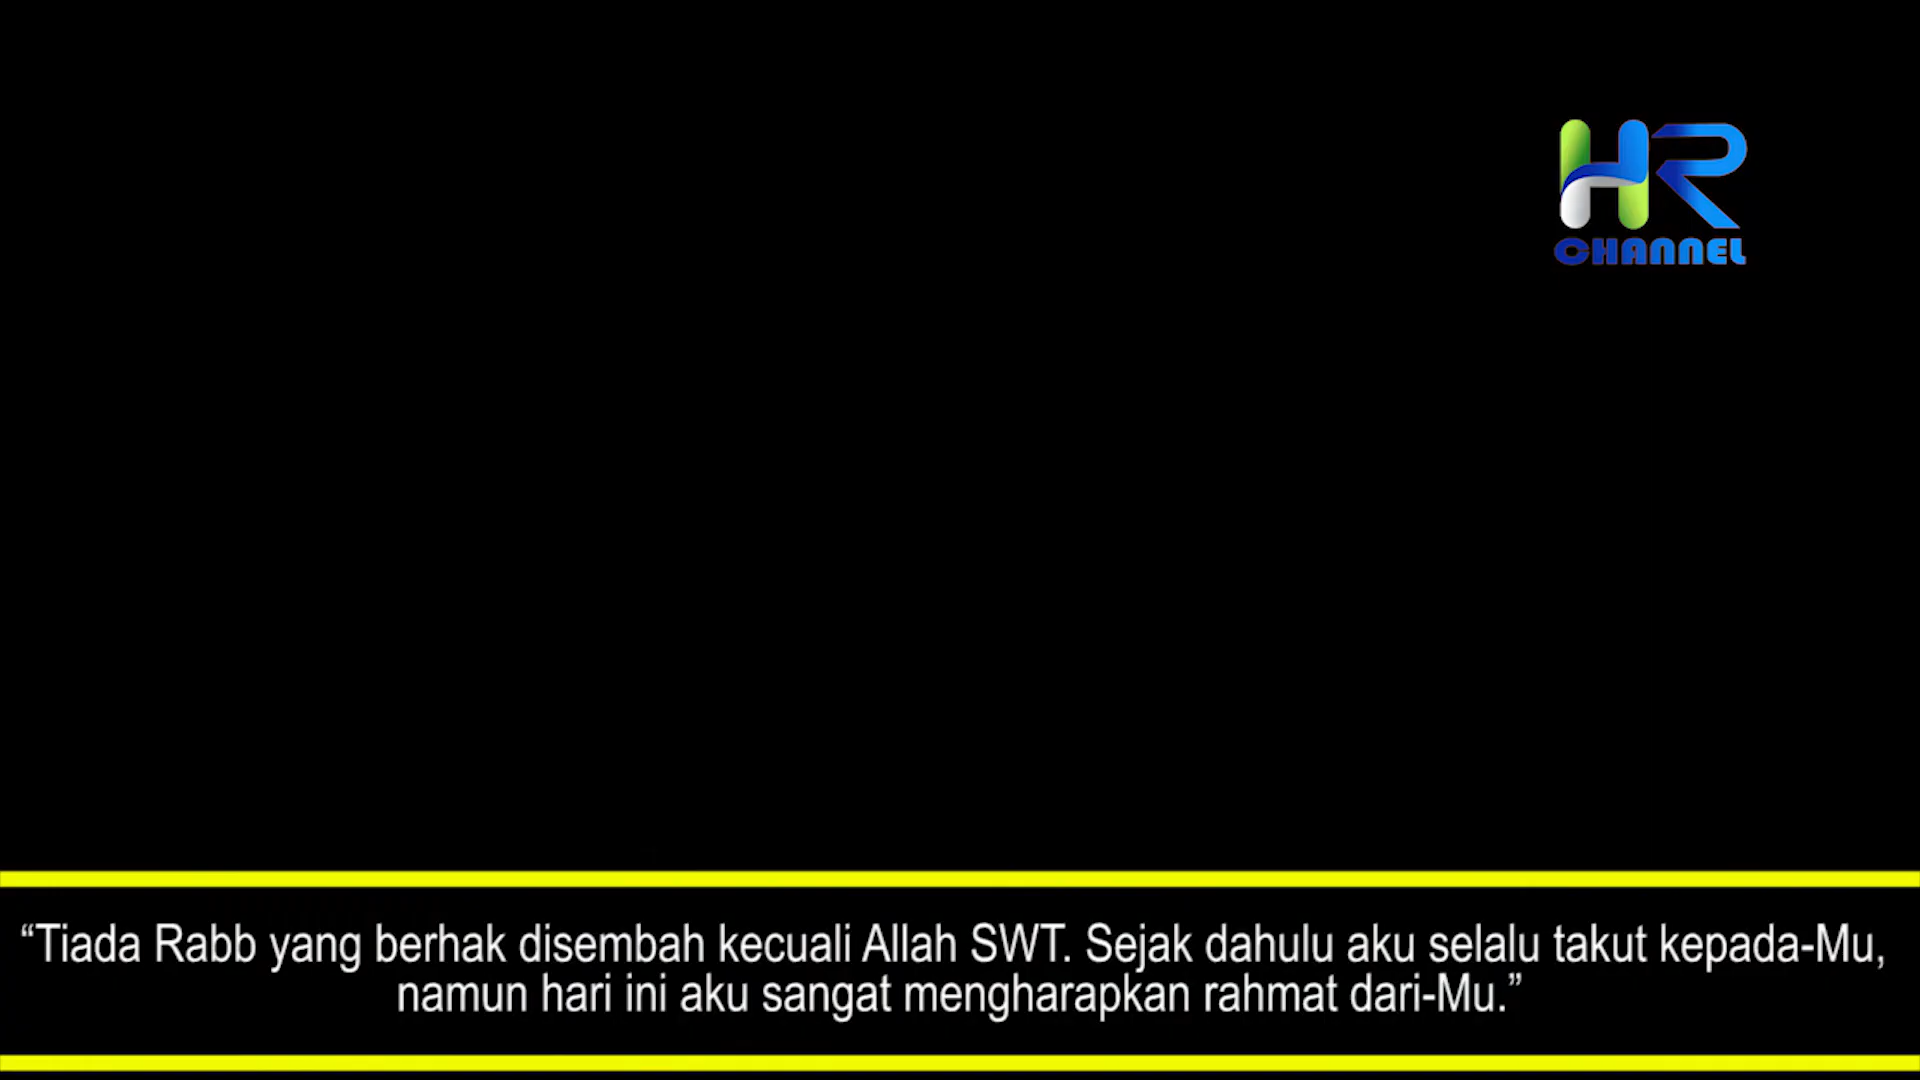 HR
CHANNEL
“Tiada Rabb yang berhak disembah kecuali Allah SWT. Sejak dahulu aku selalu takut kepada-Mu,
namun hari ini aku sangat mengharapkan rahmat dari-Mu.”